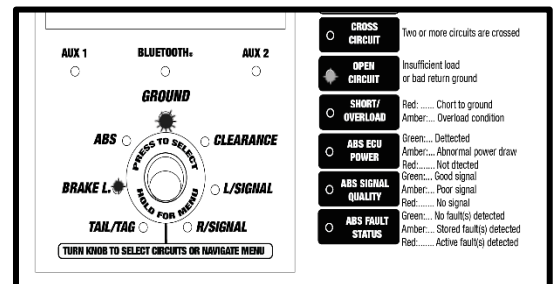 AUX 1
BLUETOOTH®
AUX 2
GROUND
ABS
CLEARANCE
PRESS TO SELECT
HOLD FOR MENU
BRAKE L.
L/SIGNAL
TAIL/TAG
R/SIGNAL
TURN KNOB TO SELECT CIRCUITS OR NAVIGATE MENU
CROSS CIRCUIT
Two or more circuits are crossed
OPEN CIRCUIT
Insufficient load
or bad return ground
SHORT/
OVERLOAD
Red: ...... Chort to ground
Amber:... Overload condition
ABS ECU
POWER
Green:... Dettected
Amber:... Abnormal power draw
Red:....... Not dtected
ABS SIGNAL
QUALITY
Green:... Good signal
Amber:... Poor signal
Red:....... No signal
ABS FAULT
STATUS
Green:... No fault(s) detected
Amber:... Stored fault(s) detected
Red:....... Active fault(s) detected